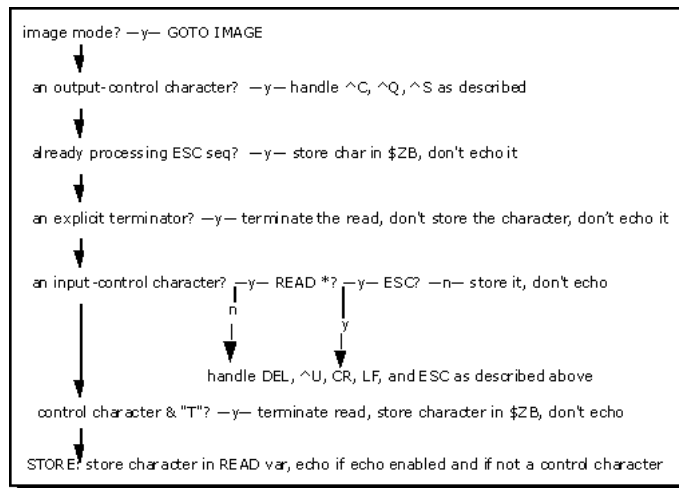 image mode? —y— GOTO IMAGE
an output-control character? —y— handle ^C, ^Q, ^S as described
already processing ESC seq? —y— store char in $ZB, don't echo it
an explicit terminator? —y— terminate the read, don't store the character, don't echo it
an input-control character? —y— READ *? —y— ESC? —n— store it, don't echo
n
y
handle DEL, ^U, CR, LF, and ESC as described above
control character & "T"? —y— terminate read, store character in $ZB, don't echo
STORE: store character in READ var, echo if echo enabled and if not a control character